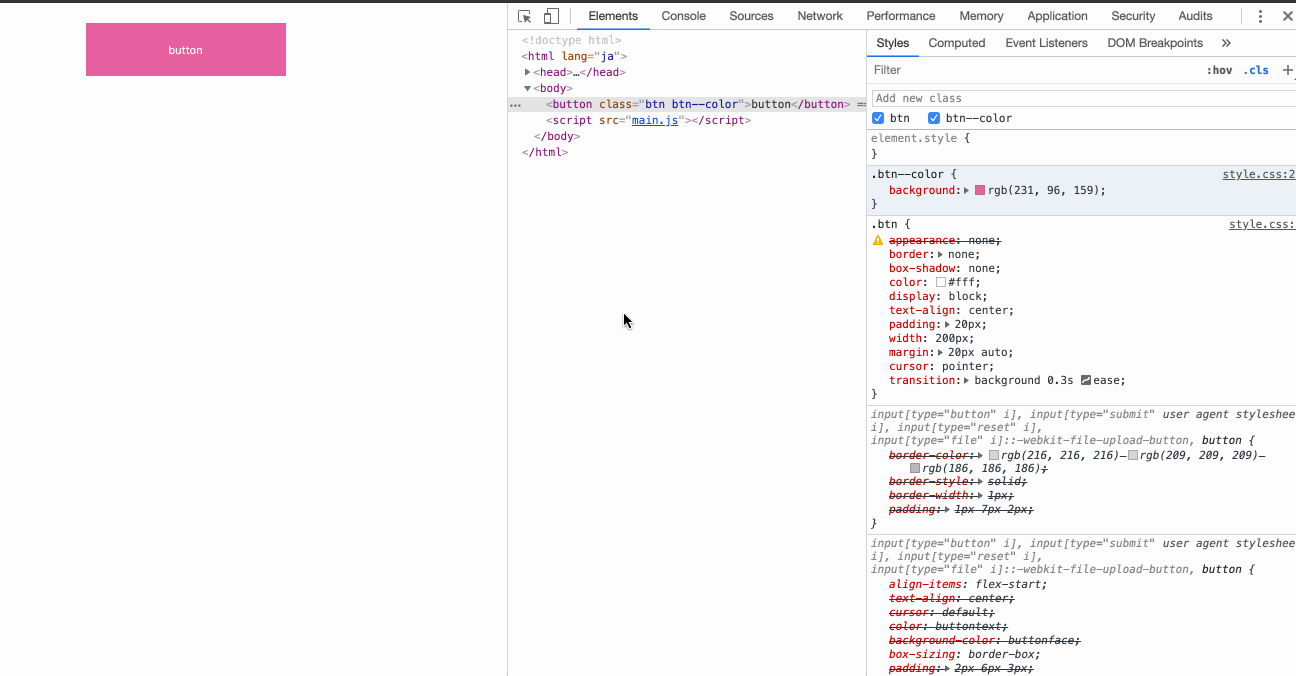 button
Elements Console Sources Network Performance Memory Application Security Audits
<!doctype html>
<html lang="ja">
<head>…</head>
<body>
<button class="btn btn--color">button</button> ==
<script src="main.js"></script>
</body>
</html>
Styles Computed Event Listeners DOM Breakpoints »
Filter :hov .cls +
Add new class
btn btn--color
element.style {
}
.btn--color { style.css:2
background: rgb(231, 96, 159);
}
.btn { style.css:
appearance: none;
border: none;
box-shadow: none;
color: #fff;
display: block;
text-align: center;
padding: 20px;
width: 200px;
margin: 20px auto;
cursor: pointer;
transition: background 0.3s ease;
}
input[type="button" i], input[type="submit" user agent styleshee
i], input[type="reset" i],
input[type="file" i]::-webkit-file-upload-button, button {
border-color: rgb(216, 216, 216) rgb(209, 209, 209)
rgb(186, 186, 186);
border-style: solid;
border-width: 1px;
padding: 1px 7px 2px;
}
input[type="button" i], input[type="submit" user agent styleshee
i], input[type="reset" i],
input[type="file" i]::-webkit-file-upload-button, button {
align-items: flex-start;
text-align: center;
cursor: default;
color: buttontext;
background-color: buttonface;
box-sizing: border-box;
padding: 2px 6px 3px;